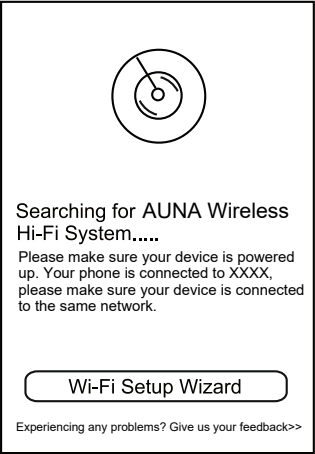 Searching for AUNA Wireless
Hi-Fi System.....
Please make sure your device is powered
up. Your phone is connected to XXXX,
please make sure your device is connected
to the same network.
Wi-Fi Setup Wizard
Experiencing any problems? Give us your feedback>>